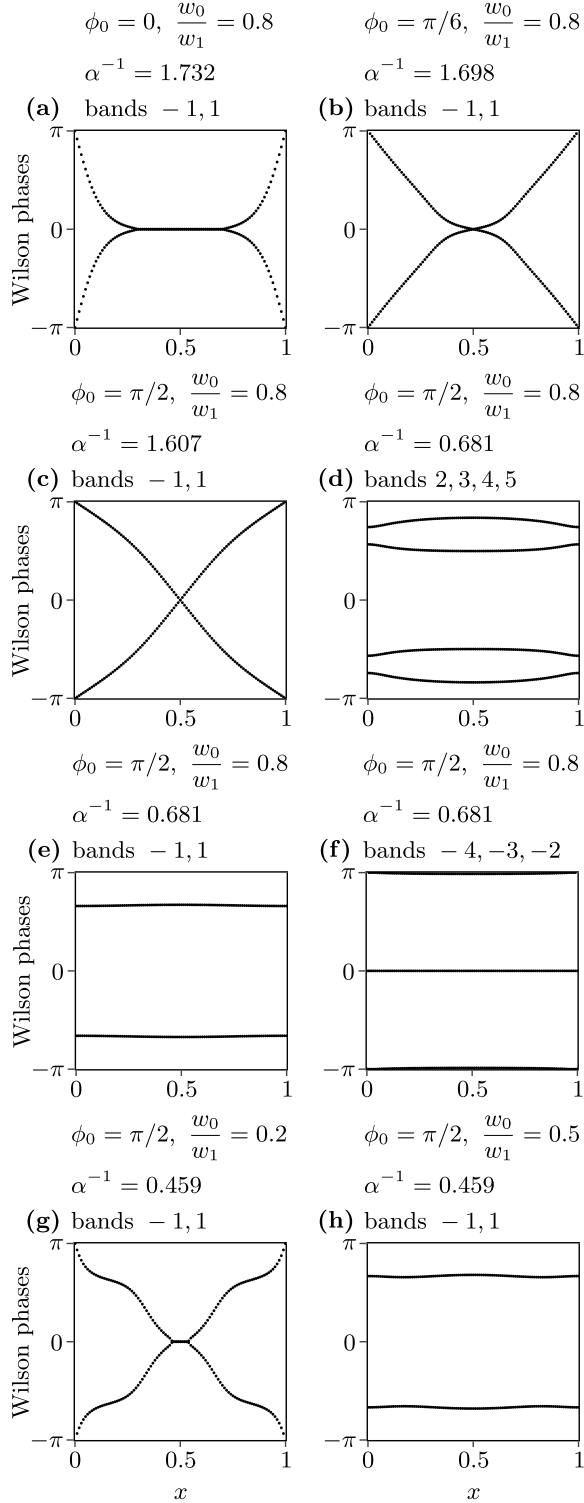 ϕ₀ = 0, w₀/w₁ = 0.8
α⁻¹ = 1.732
(a) bands − 1, 1
π
0
−π
Wilson phases
0 0.5 1
ϕ₀ = π/6, w₀/w₁ = 0.8
α⁻¹ = 1.698
(b) bands − 1, 1
π
0
−π
0 0.5 1
ϕ₀ = π/2, w₀/w₁ = 0.8
α⁻¹ = 1.607
(c) bands − 1, 1
π
0
−π
Wilson phases
0 0.5 1
ϕ₀ = π/2, w₀/w₁ = 0.8
α⁻¹ = 0.681
(d) bands 2, 3, 4, 5
π
0
−π
0 0.5 1
ϕ₀ = π/2, w₀/w₁ = 0.8
α⁻¹ = 0.681
(e) bands − 1, 1
π
0
−π
Wilson phases
0 0.5 1
ϕ₀ = π/2, w₀/w₁ = 0.8
α⁻¹ = 0.681
(f) bands − 4, −3, −2
π
0
−π
0 0.5 1
ϕ₀ = π/2, w₀/w₁ = 0.2
α⁻¹ = 0.459
(g) bands − 1, 1
π
0
−π
Wilson phases
0 0.5 1
x
ϕ₀ = π/2, w₀/w₁ = 0.5
α⁻¹ = 0.459
(h) bands − 1, 1
π
0
−π
0 0.5 1
x